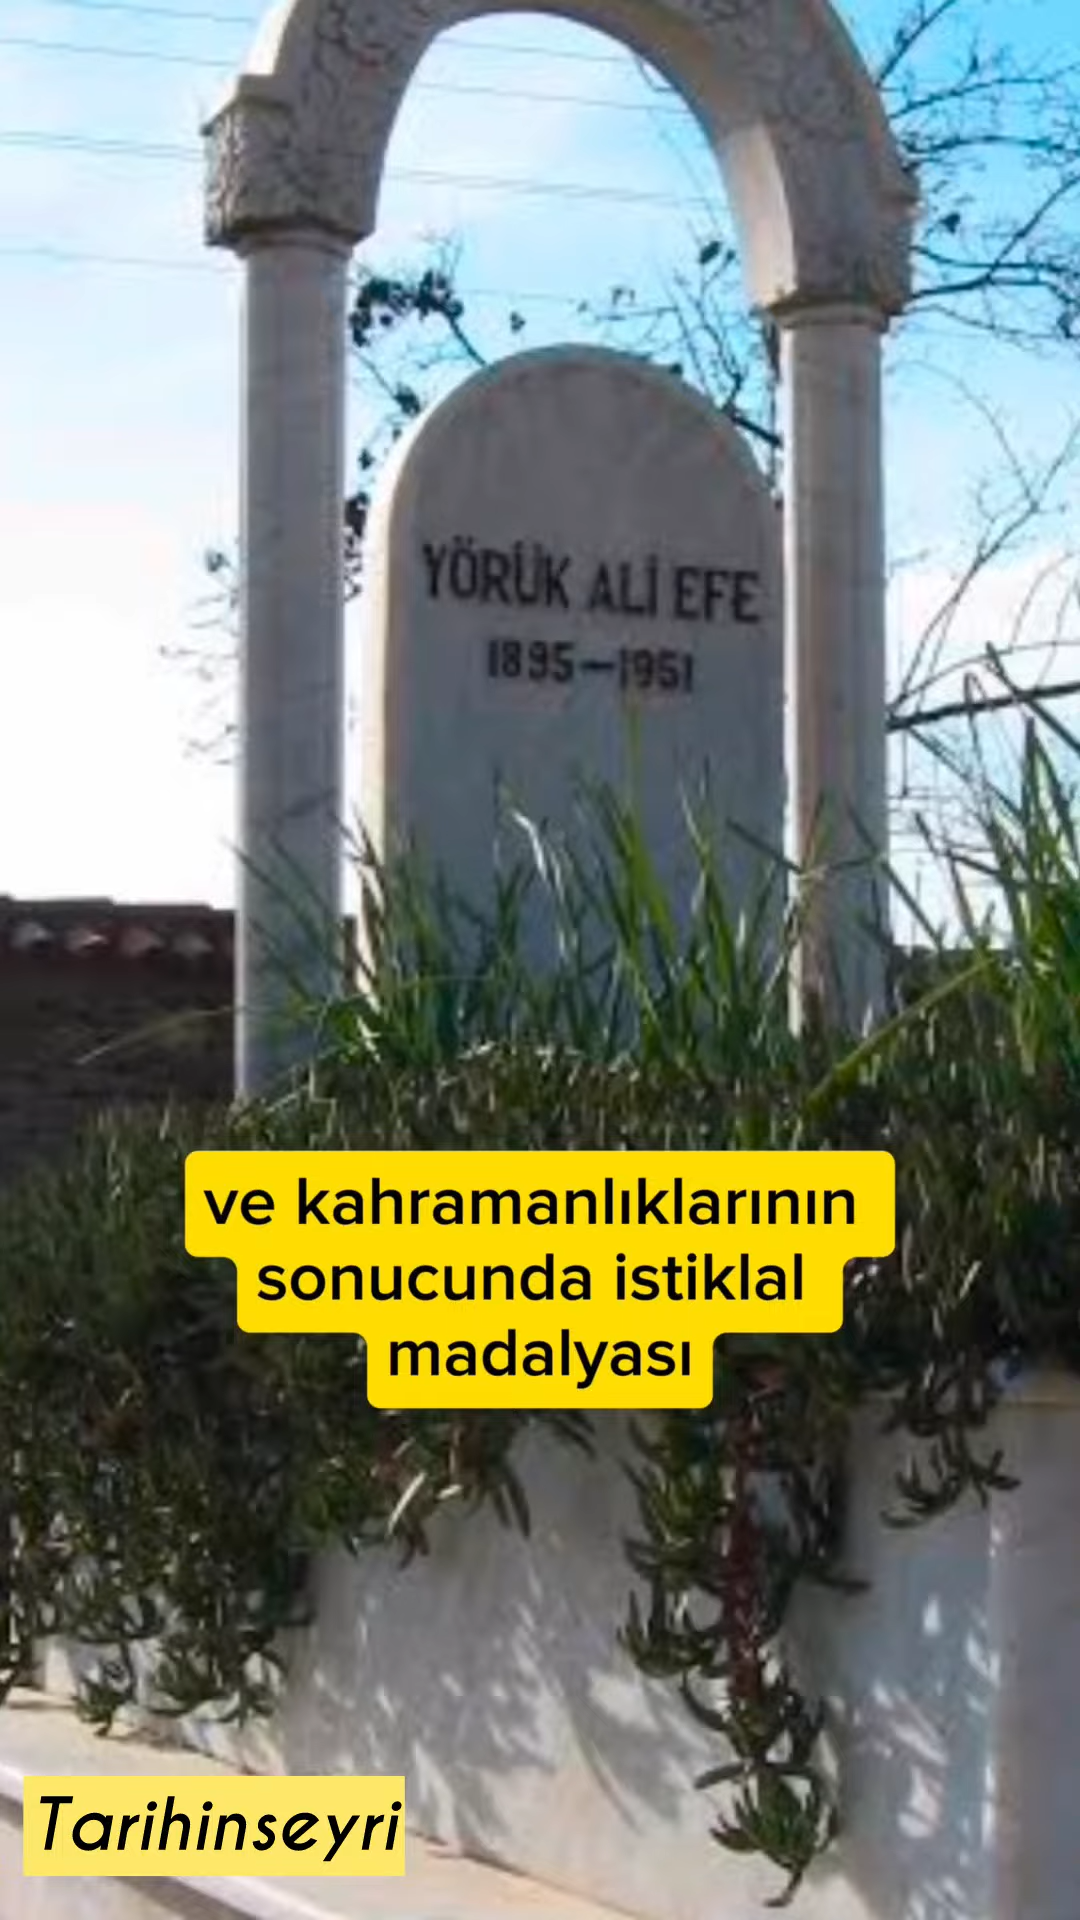 YÖRÜK ALİ EFE
1895–1951
ve kahramanlıklarının
sonucunda istiklal
madalyası
Tarihinseyri